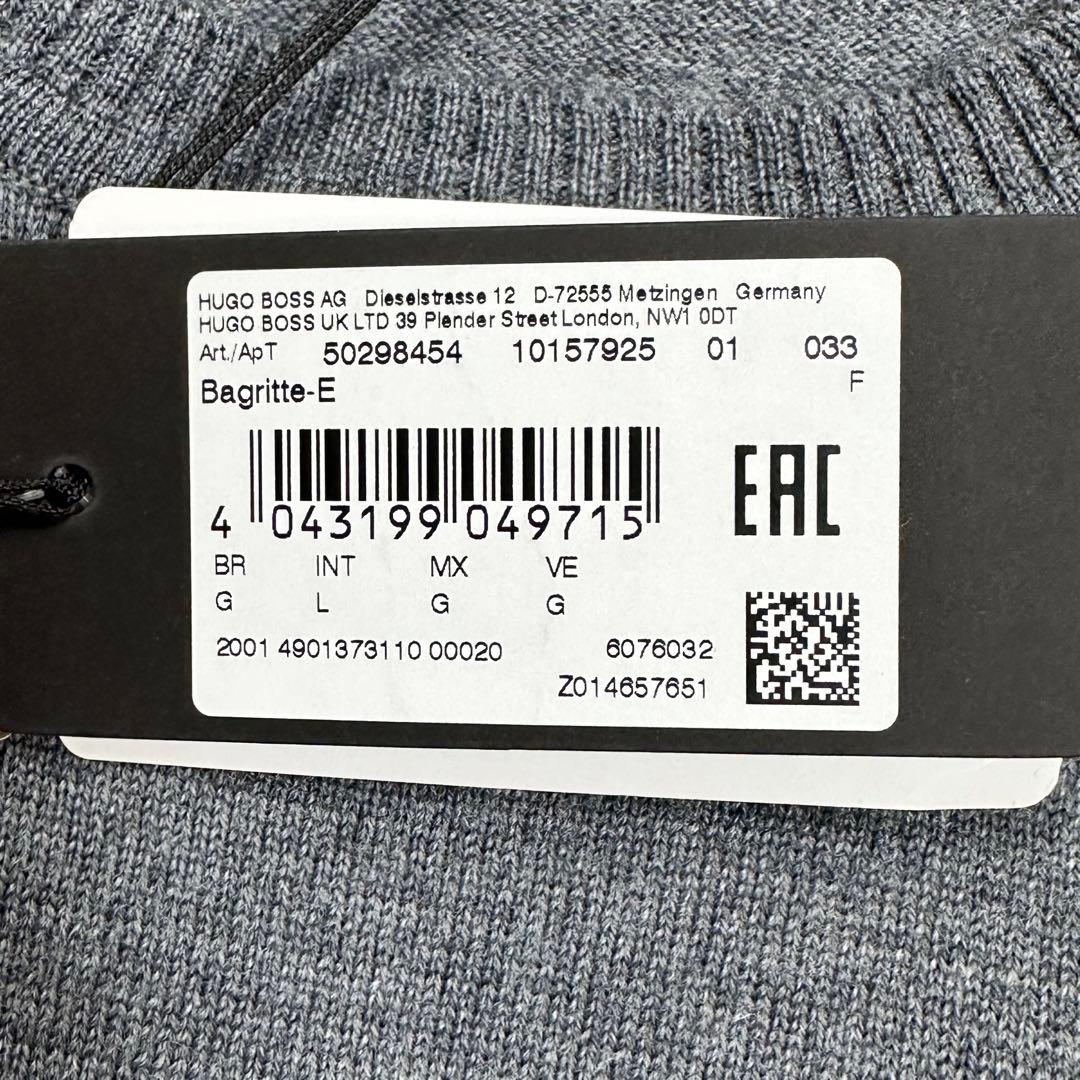 HUGO BOSS AG Dieselstrasse 12 D-72555 Metzingen Germany
HUGO BOSS UK LTD 39 Plender Street London, NW1 0DT
Art./АрТ 50298454 10157925 01 033
Bagritte-E F
4 043199 049715
EAC
BR INT MX VE
G L G G
2001 4901373110 00020 6076032
Z014657651